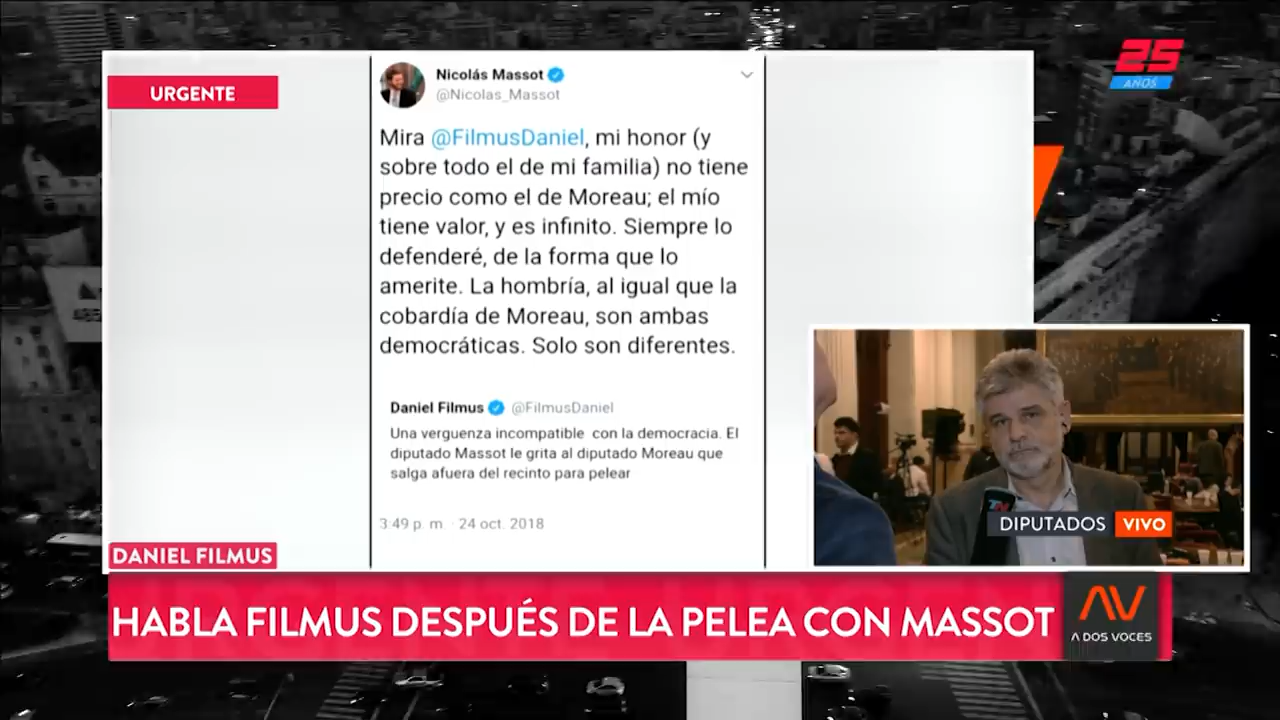 25
AÑOS
URGENTE
Nicolás Massot
@Nicolas_Massot
Mira @FilmusDaniel, mi honor (y
sobre todo el de mi familia) no tiene
precio como el de Moreau; el mío
tiene valor, y es infinito. Siempre lo
defenderé, de la forma que lo
amerite. La hombría, al igual que la
cobardía de Moreau, son ambas
democráticas. Solo son diferentes.
Daniel Filmus @FilmusDaniel
Una verguenza incompatible con la democracia. El
diputado Massot le grita al diputado Moreau que
salga afuera del recinto para pelear
3:49 p. m. · 24 oct. 2018
TN
DIPUTADOS VIVO
DANIEL FILMUS
HABLA FILMUS DESPUÉS DE LA PELEA CON MASSOT
AV
A DOS VOCES